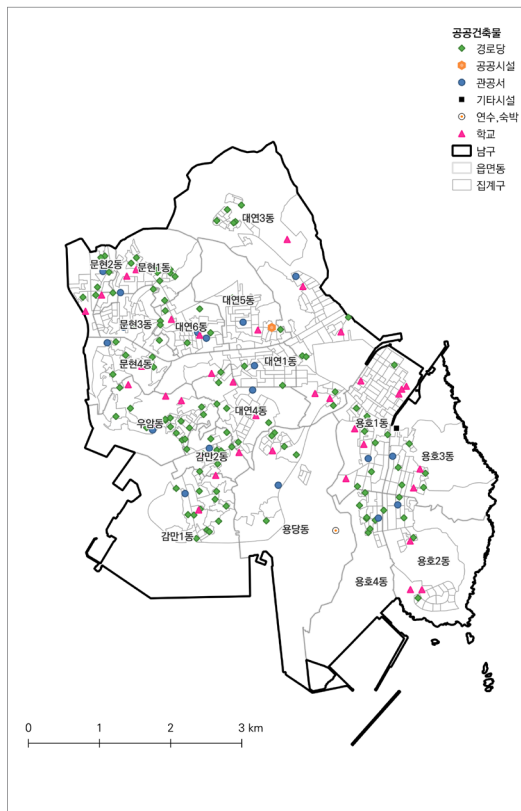 공공건축물
경로당
공공시설
관공서
기타시설
연수,숙박
학교
남구
읍면동
집계구
대연3동
문현2동
문현1동
대연5동
문현3동
대연6동
문현4동
대연1동
대연4동
우암동
용호1동
감만2동
용호3동
감만1동
용당동
용호2동
용호4동
0 1 2 3 km